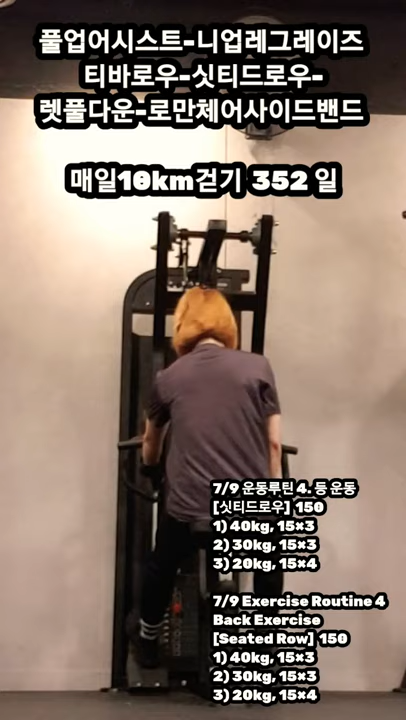 풀업어시스트-니업레그레이즈
티바로우-싯티드로우-
렛풀다운-로만체어사이드밴드
매일10km걷기 352 일
7/9 운동루틴 4. 등 운동
[싯티드로우] 150
1) 40kg, 15×3
2) 30kg, 15×3
3) 20kg, 15×4
7/9 Exercise Routine 4
Back Exercise
[Seated Row] 150
1) 40kg, 15×3
2) 30kg, 15×3
3) 20kg, 15×4